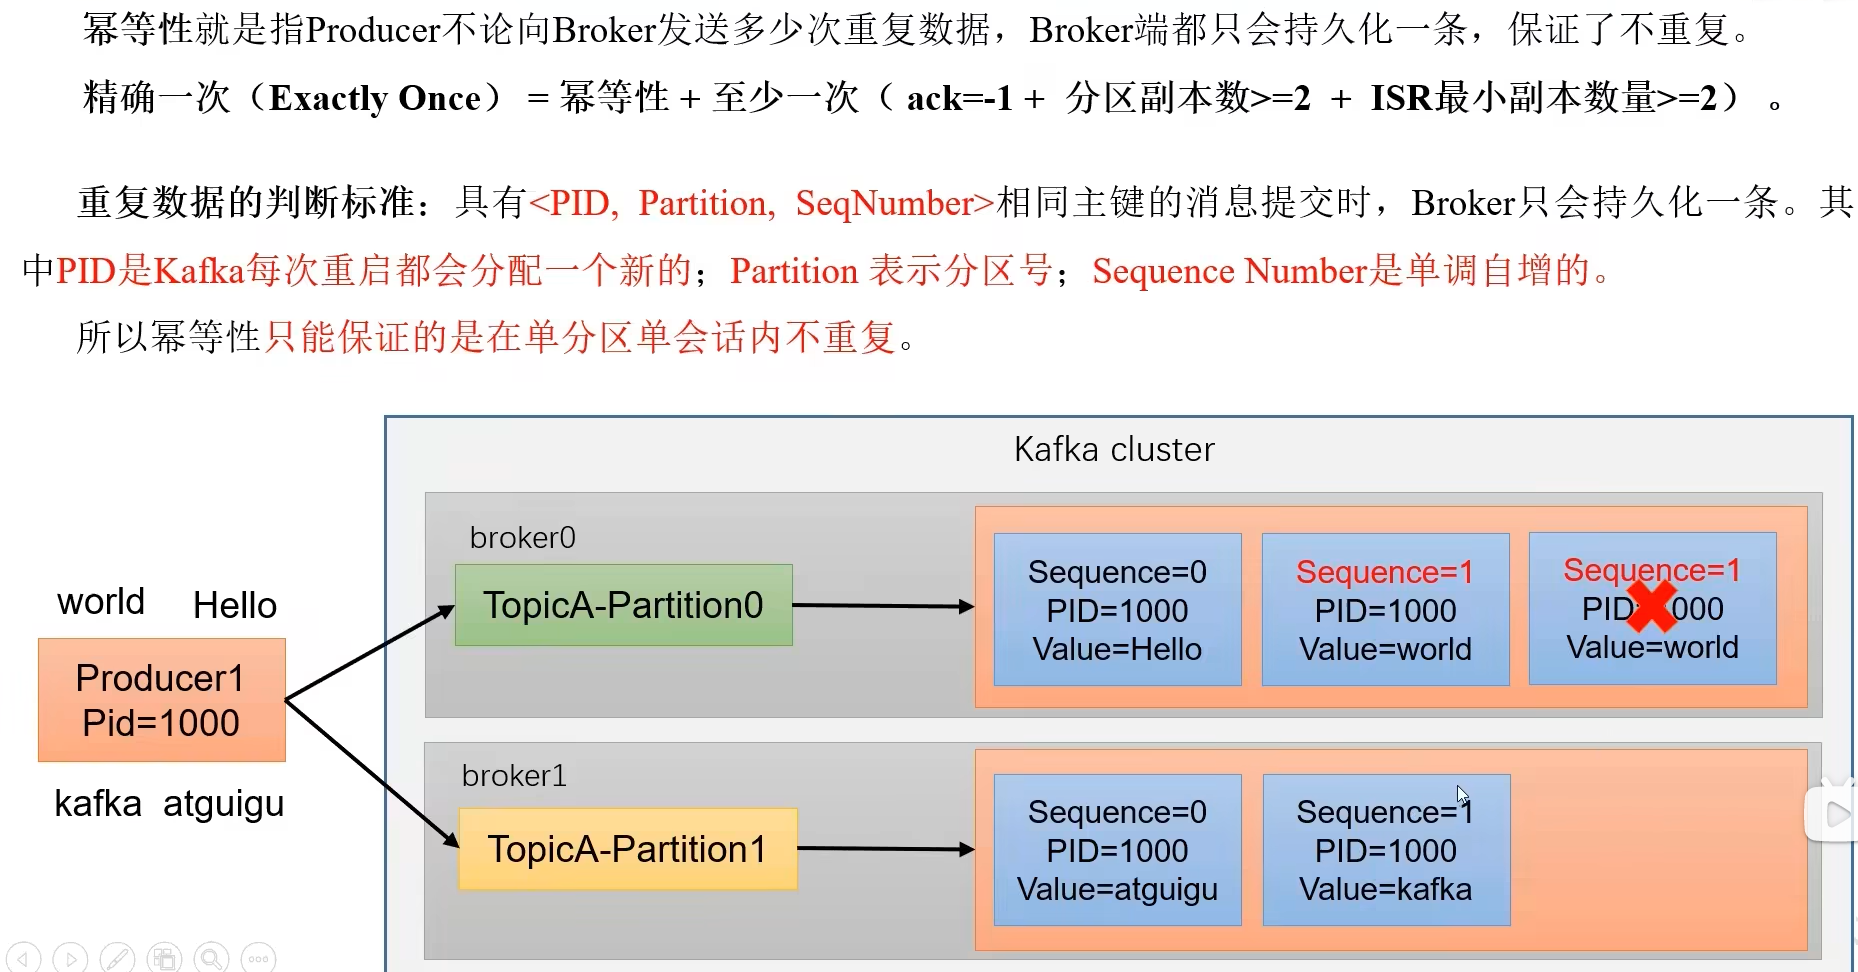 幂等性就是指Producer不论向Broker发送多少次重复数据，Broker端都只会持久化一条，保证了不重复。
精确一次（Exactly Once） = 幂等性 + 至少一次（ ack=-1 + 分区副本数>=2 + ISR最小副本数量>=2） 。
重复数据的判断标准：具有<PID, Partition, SeqNumber>相同主键的消息提交时，Broker只会持久化一条。其
中PID是Kafka每次重启都会分配一个新的；Partition 表示分区号；Sequence Number是单调自增的。
所以幂等性只能保证的是在单分区单会话内不重复。
Kafka cluster
broker0
TopicA-Partition0
Sequence=0
PID=1000
Value=Hello
Sequence=1
PID=1000
Value=world
Sequence=1
PID=1000
Value=world
world Hello
Producer1
Pid=1000
kafka atguigu
broker1
TopicA-Partition1
Sequence=0
PID=1000
Value=atguigu
Sequence=1
PID=1000
Value=kafka